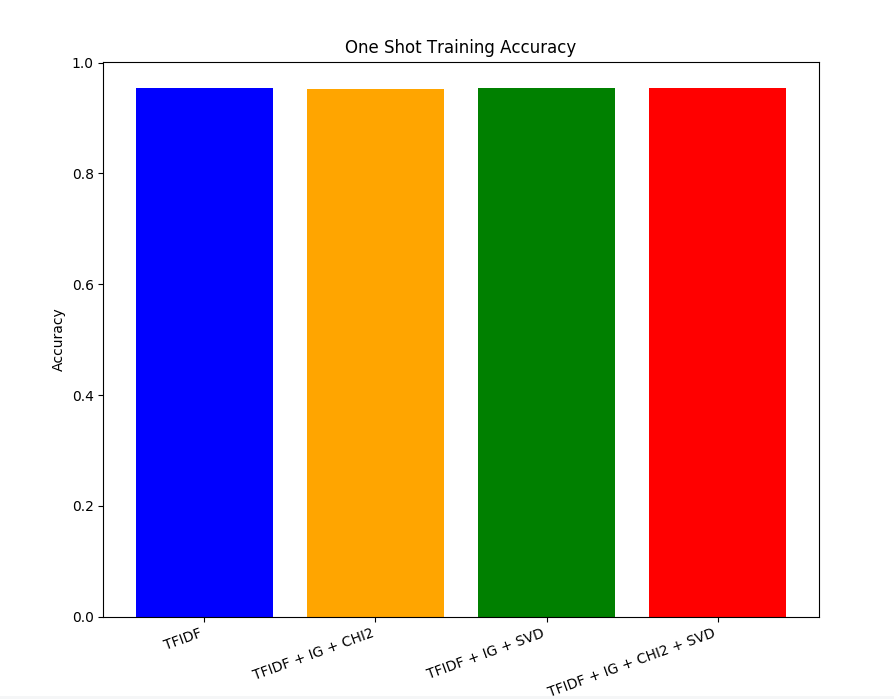 One Shot Training Accuracy
Accuracy
1.0
0.8
0.6
0.4
0.2
0.0
TFIDF
TFIDF + IG + CHI2
TFIDF + IG + SVD
TFIDF + IG + CHI2 + SVD